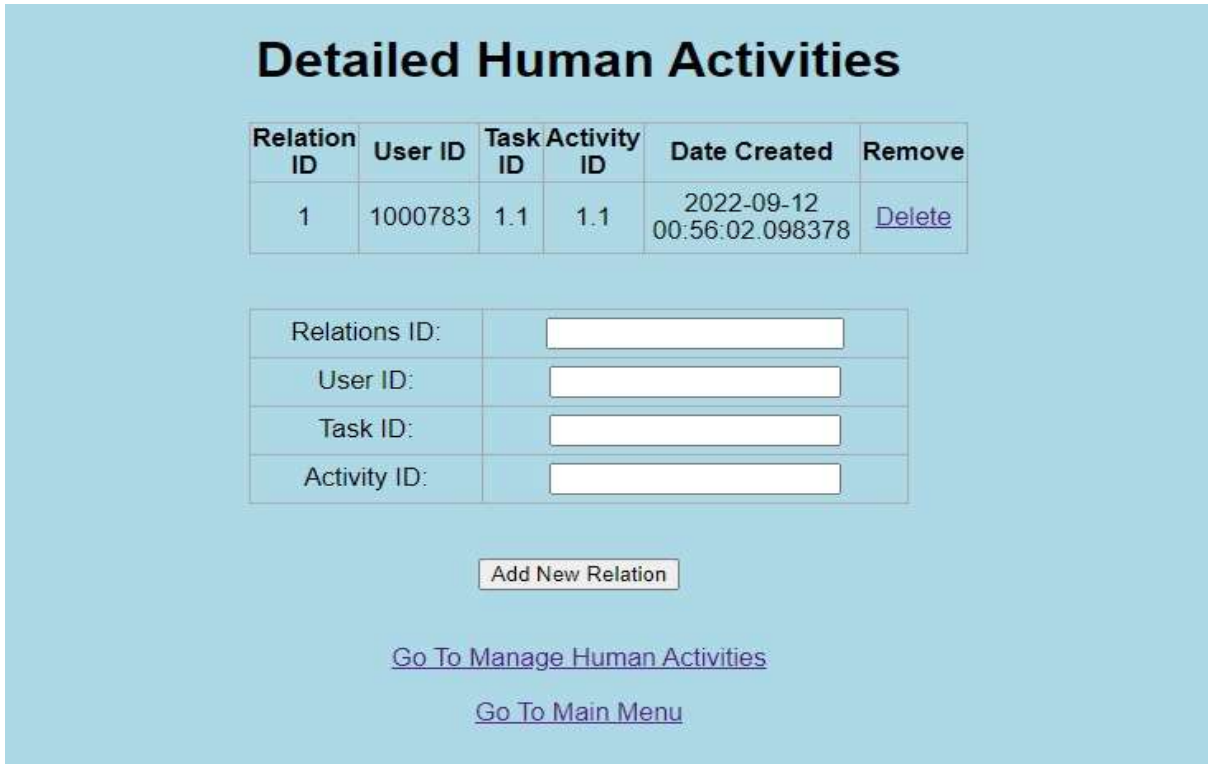 Detailed Human Activities
Relation ID User ID Task ID Activity ID Date Created Remove
1 1000783 1.1 1.1 2022-09-12 00:56:02.098378 Delete
Relations ID:
User ID:
Task ID:
Activity ID:
Add New Relation
Go To Manage Human Activities
Go To Main Menu